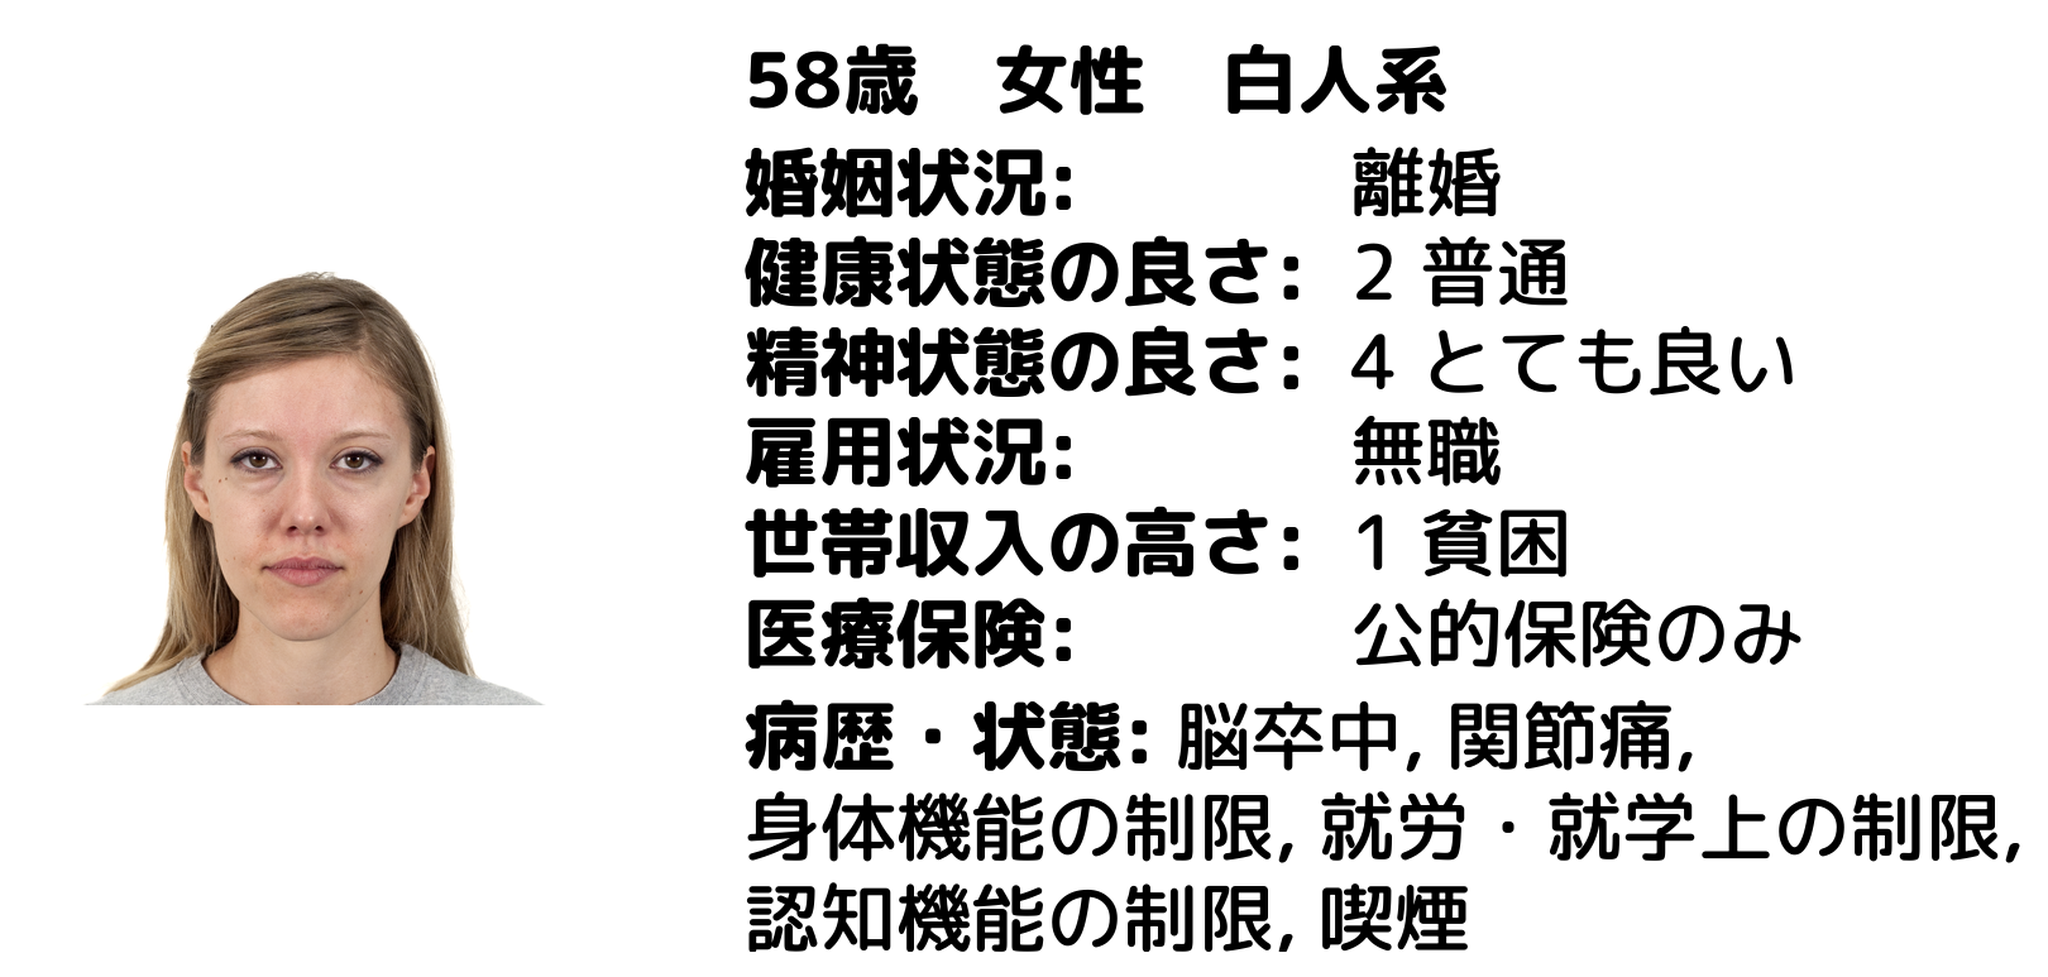 58歳　女性　白人系
婚姻状況: 離婚
健康状態の良さ: 2 普通
精神状態の良さ: 4 とても良い
雇用状況: 無職
世帯収入の高さ: 1 貧困
医療保険: 公的保険のみ
病歴・状態: 脳卒中, 関節痛,
身体機能の制限, 就労・就学上の制限,
認知機能の制限, 喫煙